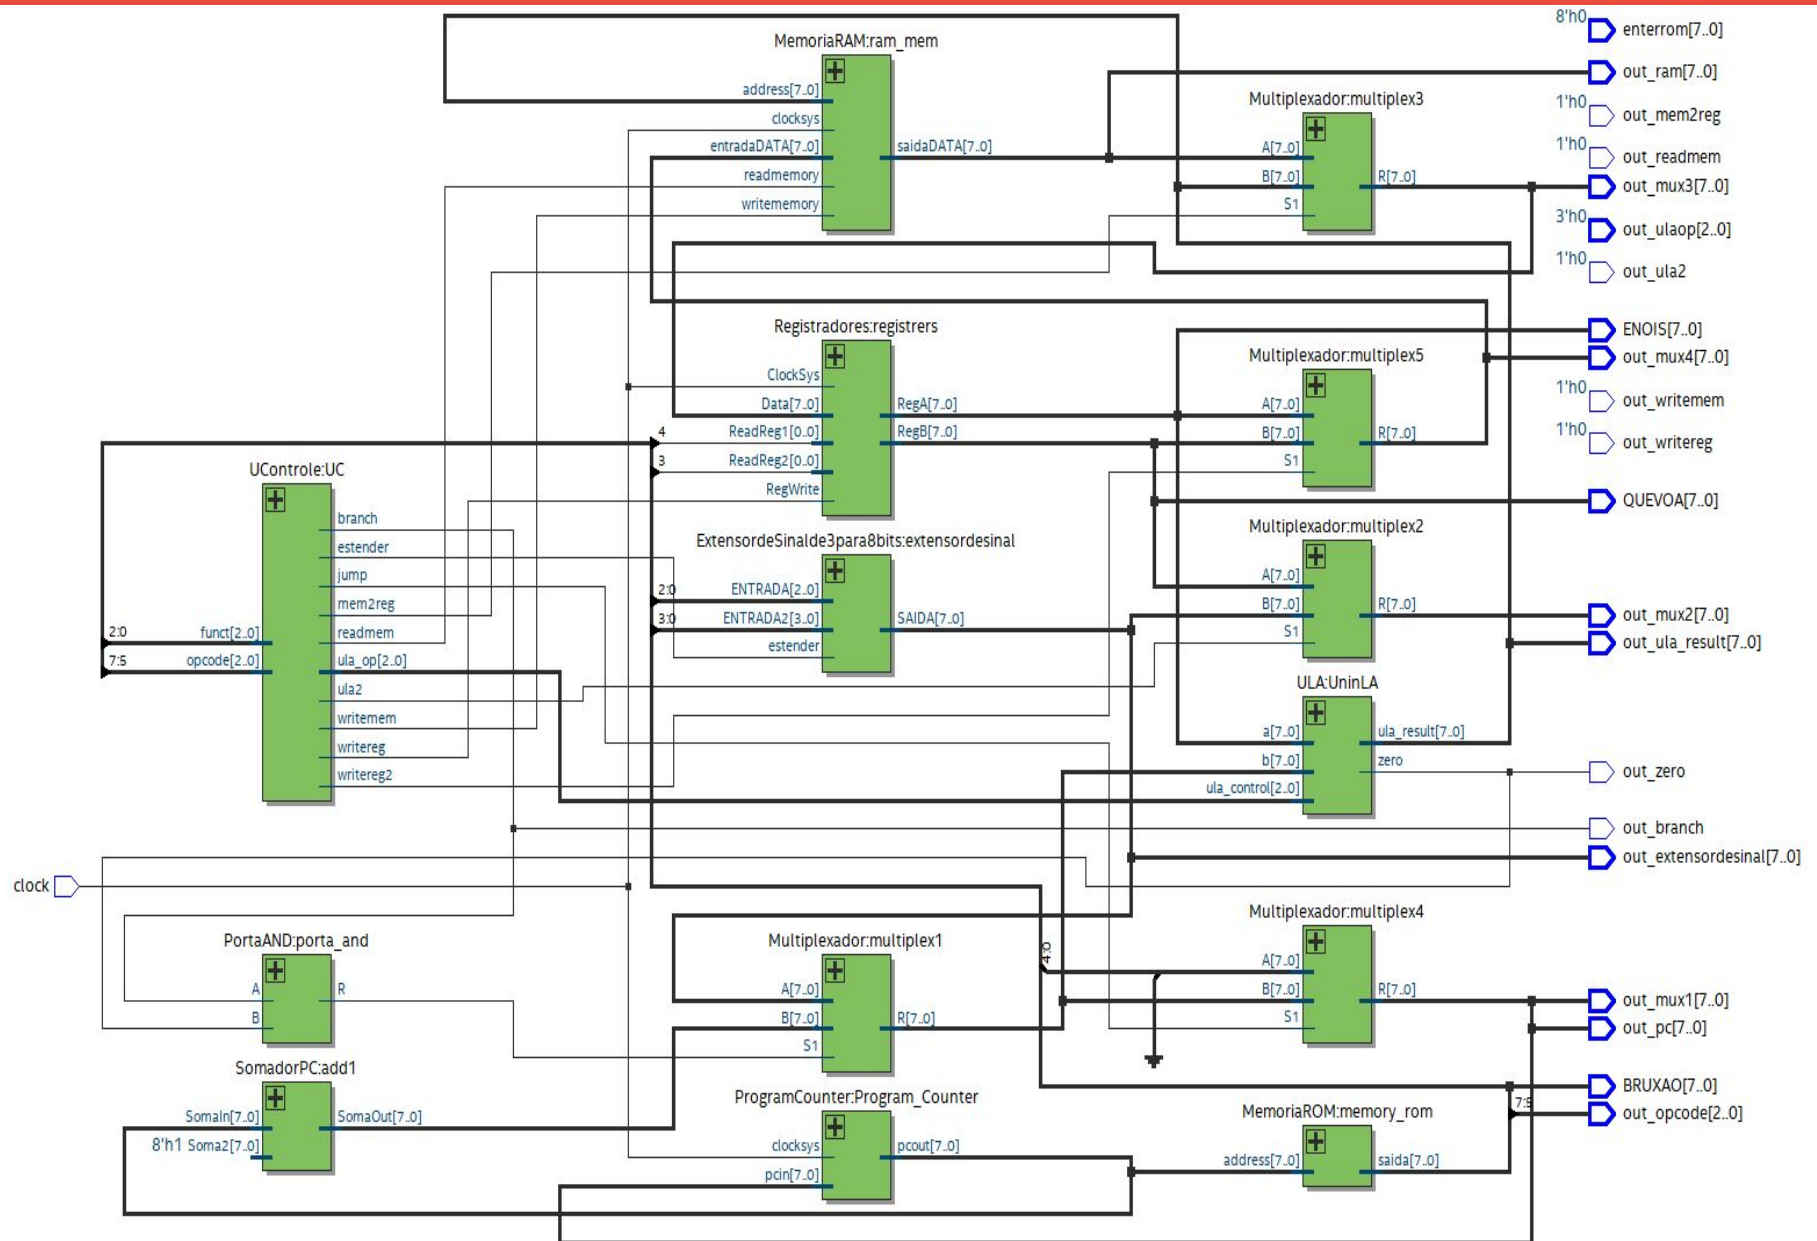 MemoriaRAM:ram_mem
address[7..0]
clocksys
entradaDATA[7..0]
readmemory
writememory
saidaDATA[7..0]
Multiplexador:multiplex3
A[7..0]
B[7..0]
S1
R[7..0]
8'h0 enterrom[7..0]
out_ram[7..0]
1'h0 out_mem2reg
1'h0 out_readmem
out_mux3[7..0]
3'h0 out_ulaop[2..0]
1'h0 out_ula2
Registradores:registrers
ClockSys
Data[7..0]
4 ReadReg1[0..0]
3 ReadReg2[0..0]
RegWrite
RegA[7..0]
RegB[7..0]
Multiplexador:multiplex5
A[7..0]
B[7..0]
S1
R[7..0]
ENOIS[7..0]
out_mux4[7..0]
1'h0 out_writemem
1'h0 out_writereg
QUEVOA[7..0]
UControle:UC
2:0 funct[2..0]
7:5 opcode[2..0]
branch
estender
jump
mem2reg
readmem
ula_op[2..0]
ula2
writemem
writereg
writereg2
ExtensordeSinalde3para8bits:extensordesinal
2:0 ENTRADA[2..0]
3:0 ENTRADA2[3..0]
estender
SAIDA[7..0]
Multiplexador:multiplex2
A[7..0]
B[7..0]
S1
R[7..0]
out_mux2[7..0]
out_ula_result[7..0]
ULA:UninLA
a[7..0]
b[7..0]
ula_control[2..0]
ula_result[7..0]
zero
out_zero
out_branch
out_extensordesinal[7..0]
clock
PortaAND:porta_and
A
B
R
Multiplexador:multiplex1
A[7..0]
B[7..0]
S1
R[7..0]
Multiplexador:multiplex4
4:0
A[7..0]
B[7..0]
S1
R[7..0]
out_mux1[7..0]
out_pc[7..0]
SomadorPC:add1
SomaIn[7..0]
8'h1 Soma2[7..0]
SomaOut[7..0]
ProgramCounter:Program_Counter
clocksys
pcin[7..0]
pcout[7..0]
MemoriaROM:memory_rom
address[7..0]
saida[7..0]
BRUXAO[7..0]
7:5 out_opcode[2..0]